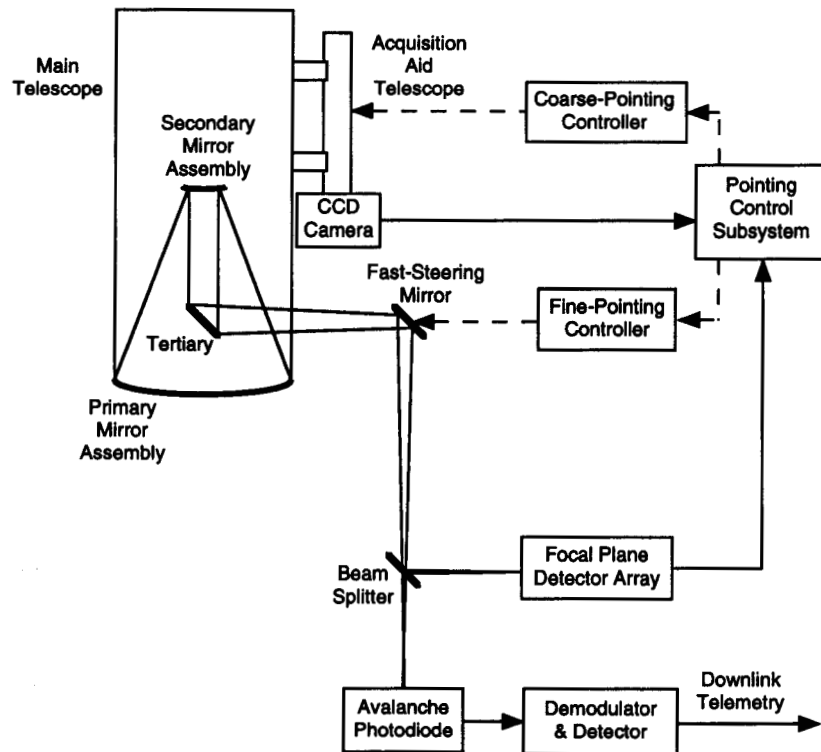 Main
Telescope
Acquisition
Aid
Telescope
Coarse-Pointing
Controller
Secondary
Mirror
Assembly
CCD
Camera
Pointing
Control
Subsystem
Fast-Steering
Mirror
Fine-Pointing
Controller
Tertiary
Primary
Mirror
Assembly
Beam
Splitter
Focal Plane
Detector Array
Avalanche
Photodiode
Demodulator
& Detector
Downlink
Telemetry